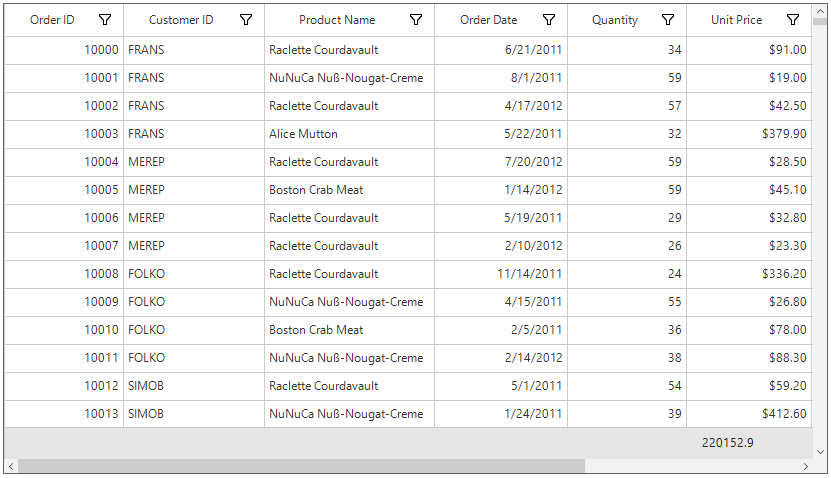 Order ID Customer ID Product Name Order Date Quantity Unit Price
10000 FRANS Raclette Courdavault 6/21/2011 34 $91.00
10001 FRANS NuNuCa Nuß-Nougat-Creme 8/1/2011 59 $19.00
10002 FRANS Raclette Courdavault 4/17/2012 57 $42.50
10003 FRANS Alice Mutton 5/22/2011 32 $379.90
10004 MEREP Raclette Courdavault 7/20/2012 59 $28.50
10005 MEREP Boston Crab Meat 1/14/2012 59 $45.10
10006 MEREP Raclette Courdavault 5/19/2011 29 $32.80
10007 MEREP Raclette Courdavault 2/10/2012 26 $23.30
10008 FOLKO Raclette Courdavault 11/14/2011 24 $336.20
10009 FOLKO NuNuCa Nuß-Nougat-Creme 4/15/2011 55 $26.80
10010 FOLKO Boston Crab Meat 2/5/2011 36 $78.00
10011 FOLKO NuNuCa Nuß-Nougat-Creme 2/14/2012 38 $88.30
10012 SIMOB Raclette Courdavault 5/1/2011 54 $59.20
10013 SIMOB NuNuCa Nuß-Nougat-Creme 1/24/2011 39 $412.60
220152.9